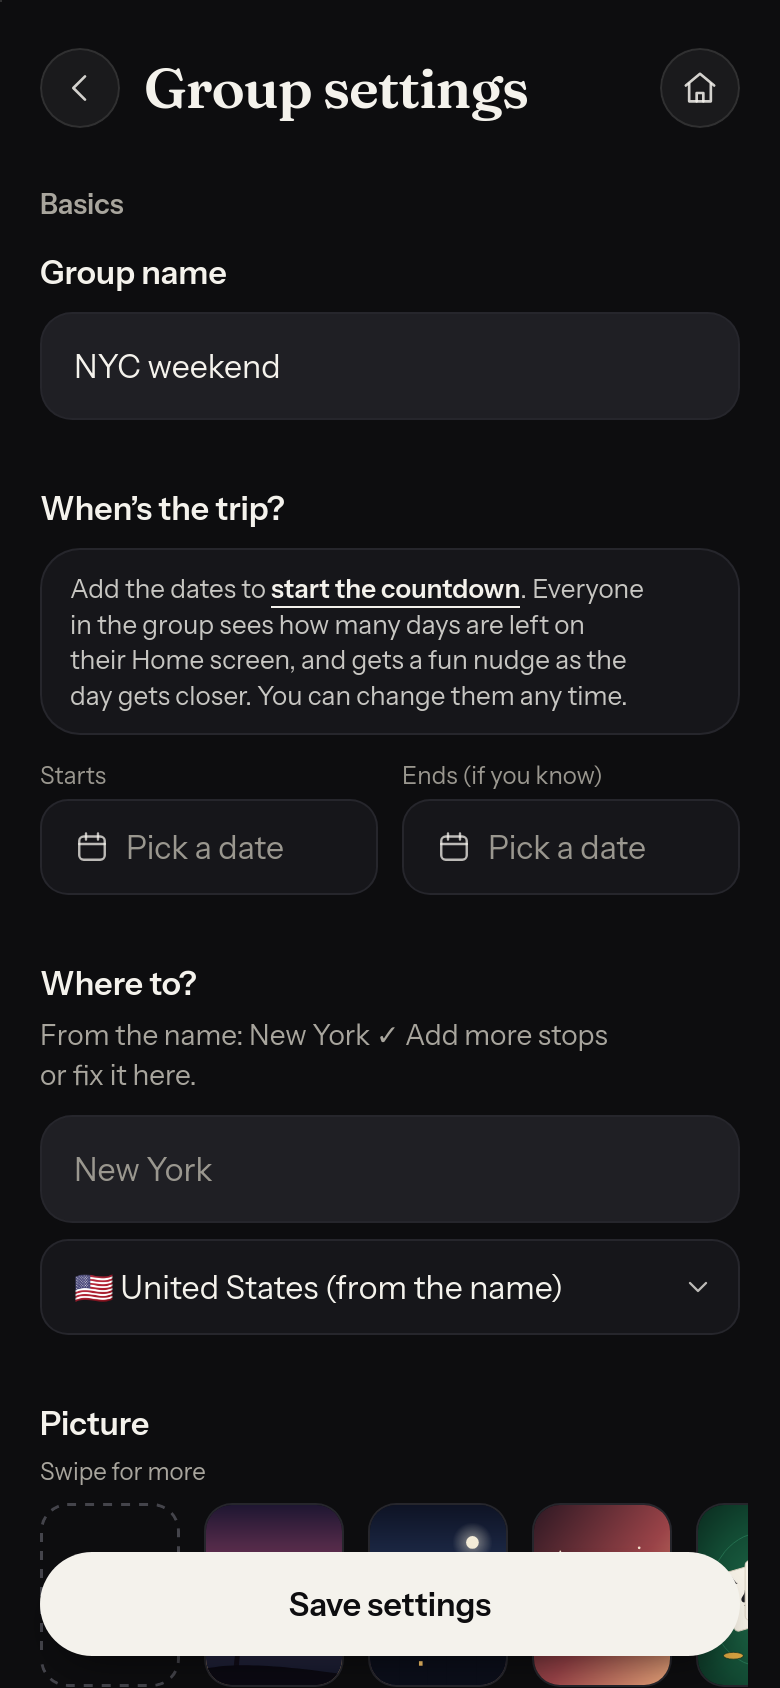 Group settings
Basics
Group name
NYC weekend
When’s the trip?
Add the dates to start the countdown. Everyone
in the group sees how many days are left on
their Home screen, and gets a fun nudge as the
day gets closer. You can change them any time.
Starts
Ends (if you know)
Pick a date
Pick a date
Where to?
From the name: New York ✓ Add more stops
or fix it here.
New York
🇺🇸 United States (from the name)
Picture
Swipe for more
Save settings